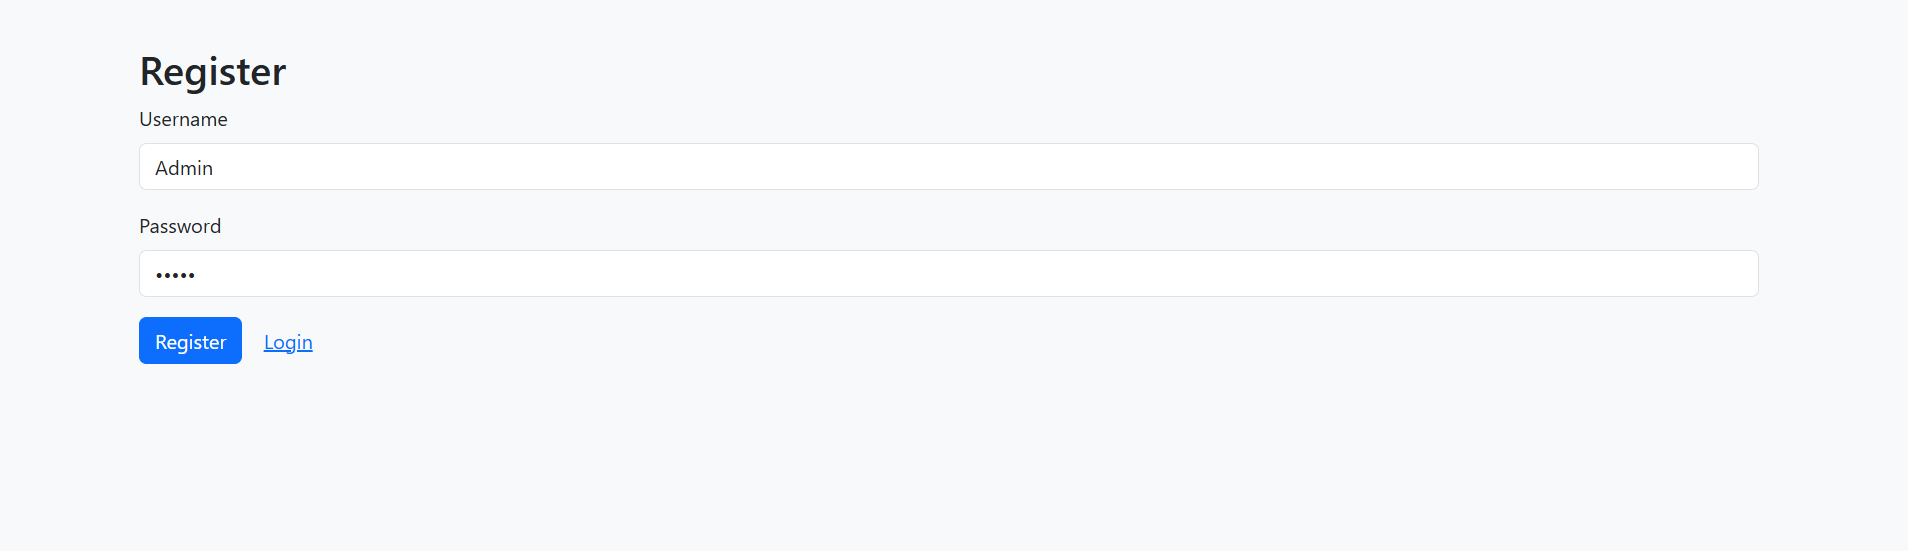 Register
Username
Admin
Password
•••••
Register Login